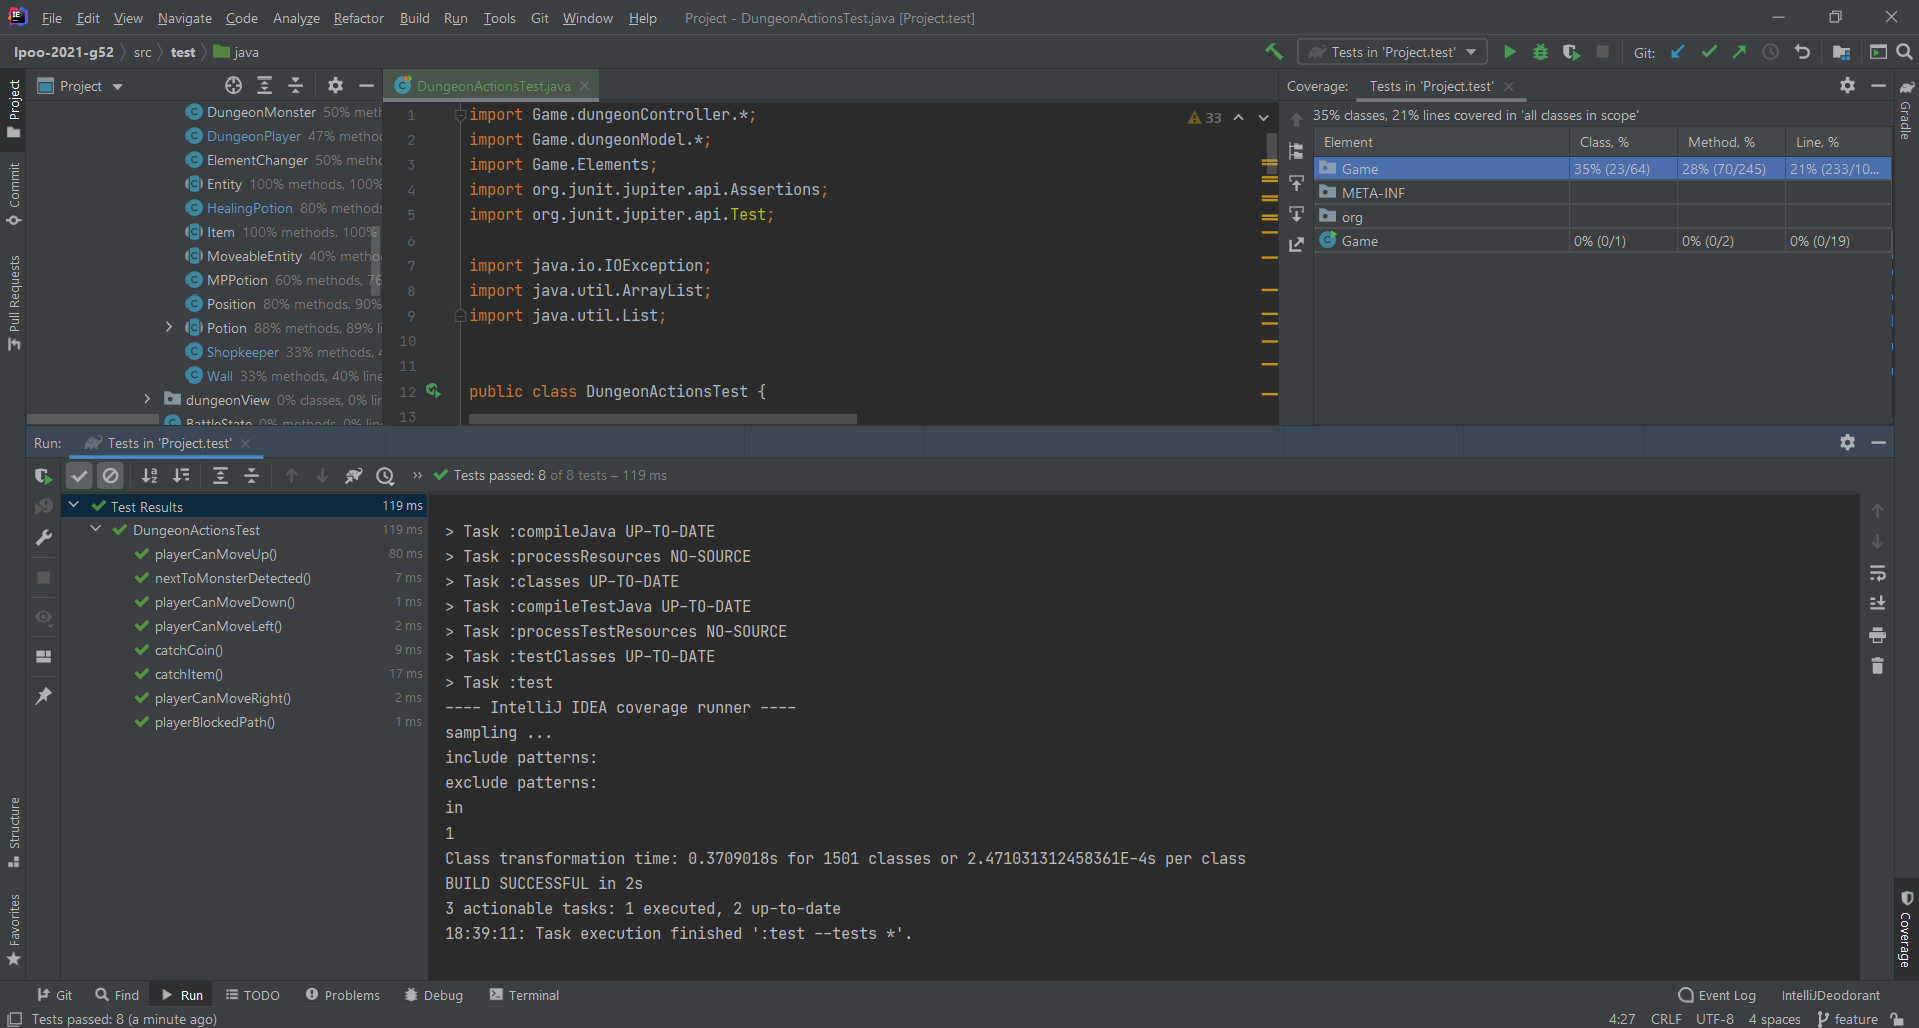 File Edit View Navigate Code Analyze Refactor Build Run Tools Git Window Help Project - DungeonActionsTest.java [Project.test]
lpoo-2021-g52 src test java
Tests in 'Project.test' Git:
Project
DungeonActionsTest.java
Coverage: Tests in 'Project.test'
Project
Commit
Pull Requests
Structure
Favorites
DungeonMonster 50% meth
DungeonPlayer 47% metho
ElementChanger 50% meth
Entity 100% methods, 100%
HealingPotion 80% methods
Item 100% methods, 100%
MoveableEntity 40% metho
MPPotion 60% methods, 76
Position 80% methods, 90%
Potion 88% methods, 89% li
Shopkeeper 33% methods, 4
Wall 33% methods, 40% line
dungeonView 0% classes, 0% lin
BattleState 0% methods, 0% line
1 import Game.dungeonController.*;
2 import Game.dungeonModel.*;
3 import Game.Elements;
4 import org.junit.jupiter.api.Assertions;
5 import org.junit.jupiter.api.Test;
6
7 import java.io.IOException;
8 import java.util.ArrayList;
9 import java.util.List;
10
11
12 public class DungeonActionsTest {
13
33
35% classes, 21% lines covered in 'all classes in scope'
Element Class, % Method, % Line, %
Game 35% (23/64) 28% (70/245) 21% (233/10...
META-INF
org
Game 0% (0/1) 0% (0/2) 0% (0/19)
Gradle
Coverage
Run: Tests in 'Project.test'
Tests passed: 8 of 8 tests – 119 ms
Test Results 119 ms
DungeonActionsTest 119 ms
playerCanMoveUp() 80 ms
nextToMonsterDetected() 7 ms
playerCanMoveDown() 1 ms
playerCanMoveLeft() 2 ms
catchCoin() 9 ms
catchItem() 17 ms
playerCanMoveRight() 2 ms
playerBlockedPath() 1 ms
> Task :compileJava UP-TO-DATE
> Task :processResources NO-SOURCE
> Task :classes UP-TO-DATE
> Task :compileTestJava UP-TO-DATE
> Task :processTestResources NO-SOURCE
> Task :testClasses UP-TO-DATE
> Task :test
---- IntelliJ IDEA coverage runner ----
sampling ...
include patterns:
exclude patterns:
in
1
Class transformation time: 0.3709018s for 1501 classes or 2.471031312458361E-4s per class
BUILD SUCCESSFUL in 2s
3 actionable tasks: 1 executed, 2 up-to-date
18:39:11: Task execution finished ':test --tests *'.
Git Find Run TODO Problems Debug Terminal Event Log IntelliJDeodorant
Tests passed: 8 (a minute ago) 4:27 CRLF UTF-8 4 spaces feature